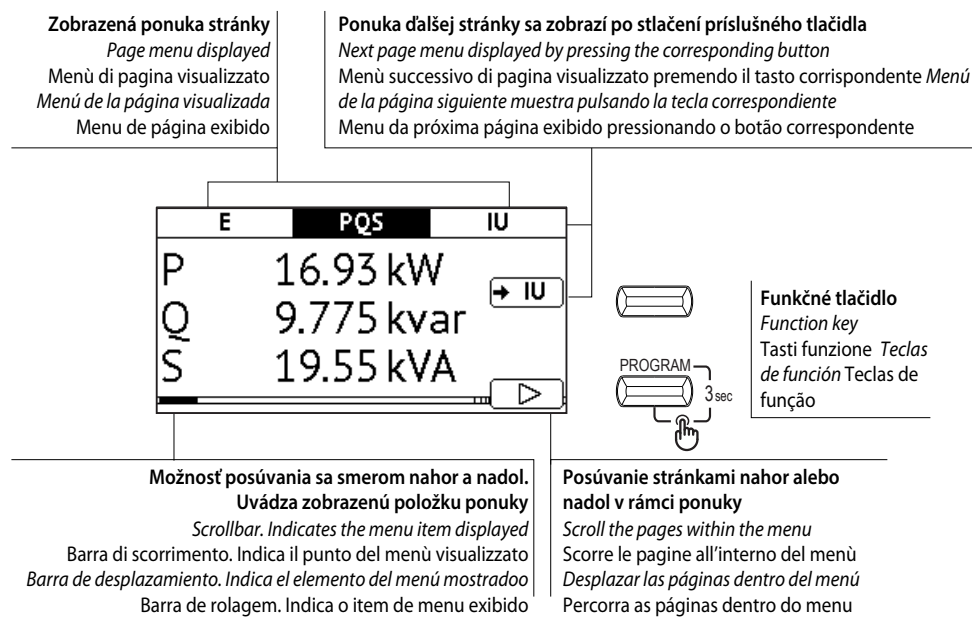 Zobrazená ponuka stránky
Page menu displayed
Menù di pagina visualizzato
Menú de la página visualizada
Menu de página exibido
Ponuka ďalšej stránky sa zobrazí po stlačení príslušného tlačidla
Next page menu displayed by pressing the corresponding button
Menù successivo di pagina visualizzato premendo il tasto corrispondente Menú
de la página siguiente muestra pulsando la tecla correspondiente
Menu da próxima página exibido pressionando o botão correspondente
E PQS IU
P 16.93 kW
→ IU
Q 9.775 kvar
S 19.55 kVA
Funkčné tlačidlo
Function key
Tasti funzione Teclas
de función Teclas de
função
PROGRAM
3 sec
Možnosť posúvania sa smerom nahor a nadol.
Uvádza zobrazenú položku ponuky
Scrollbar. Indicates the menu item displayed
Barra di scorrimento. Indica il punto del menù visualizzato
Barra de desplazamiento. Indica el elemento del menú mostradoo
Barra de rolagem. Indica o item de menu exibido
Posúvanie stránkami nahor alebo
nadol v rámci ponuky
Scroll the pages within the menu
Scorre le pagine all'interno del menù
Desplazar las páginas dentro del menú
Percorra as páginas dentro do menu